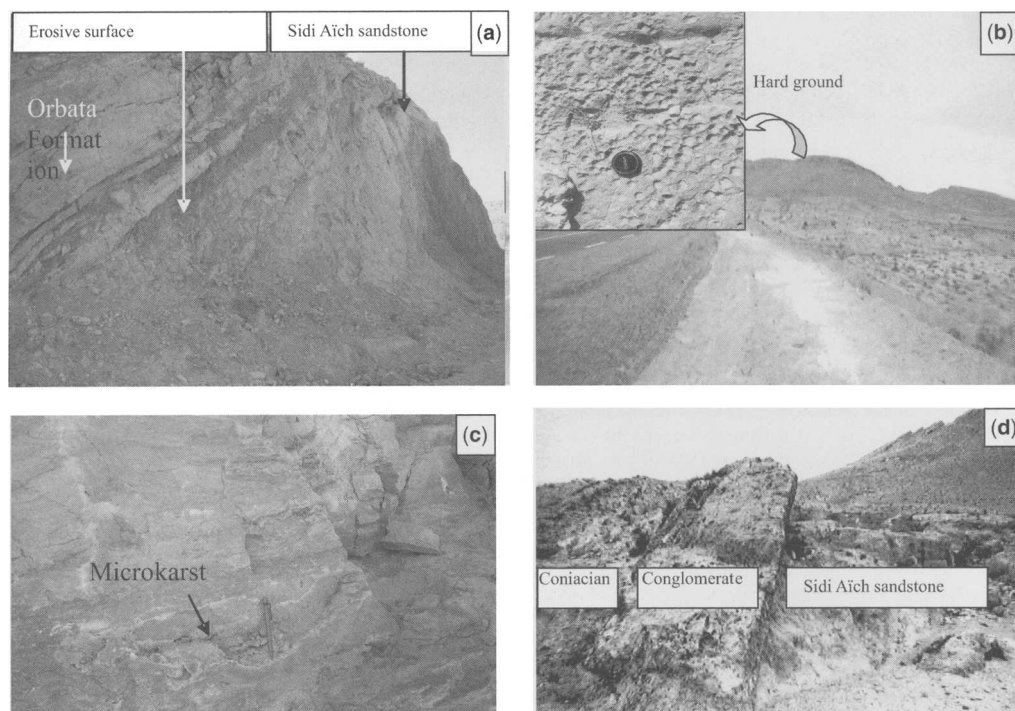 Erosive surface
Sidi Aïch sandstone
(a)
Orbata
Format
ion
(b)
Hard ground
(c)
Microkarst
(d)
Coniacian
Conglomerate
Sidi Aïch sandstone